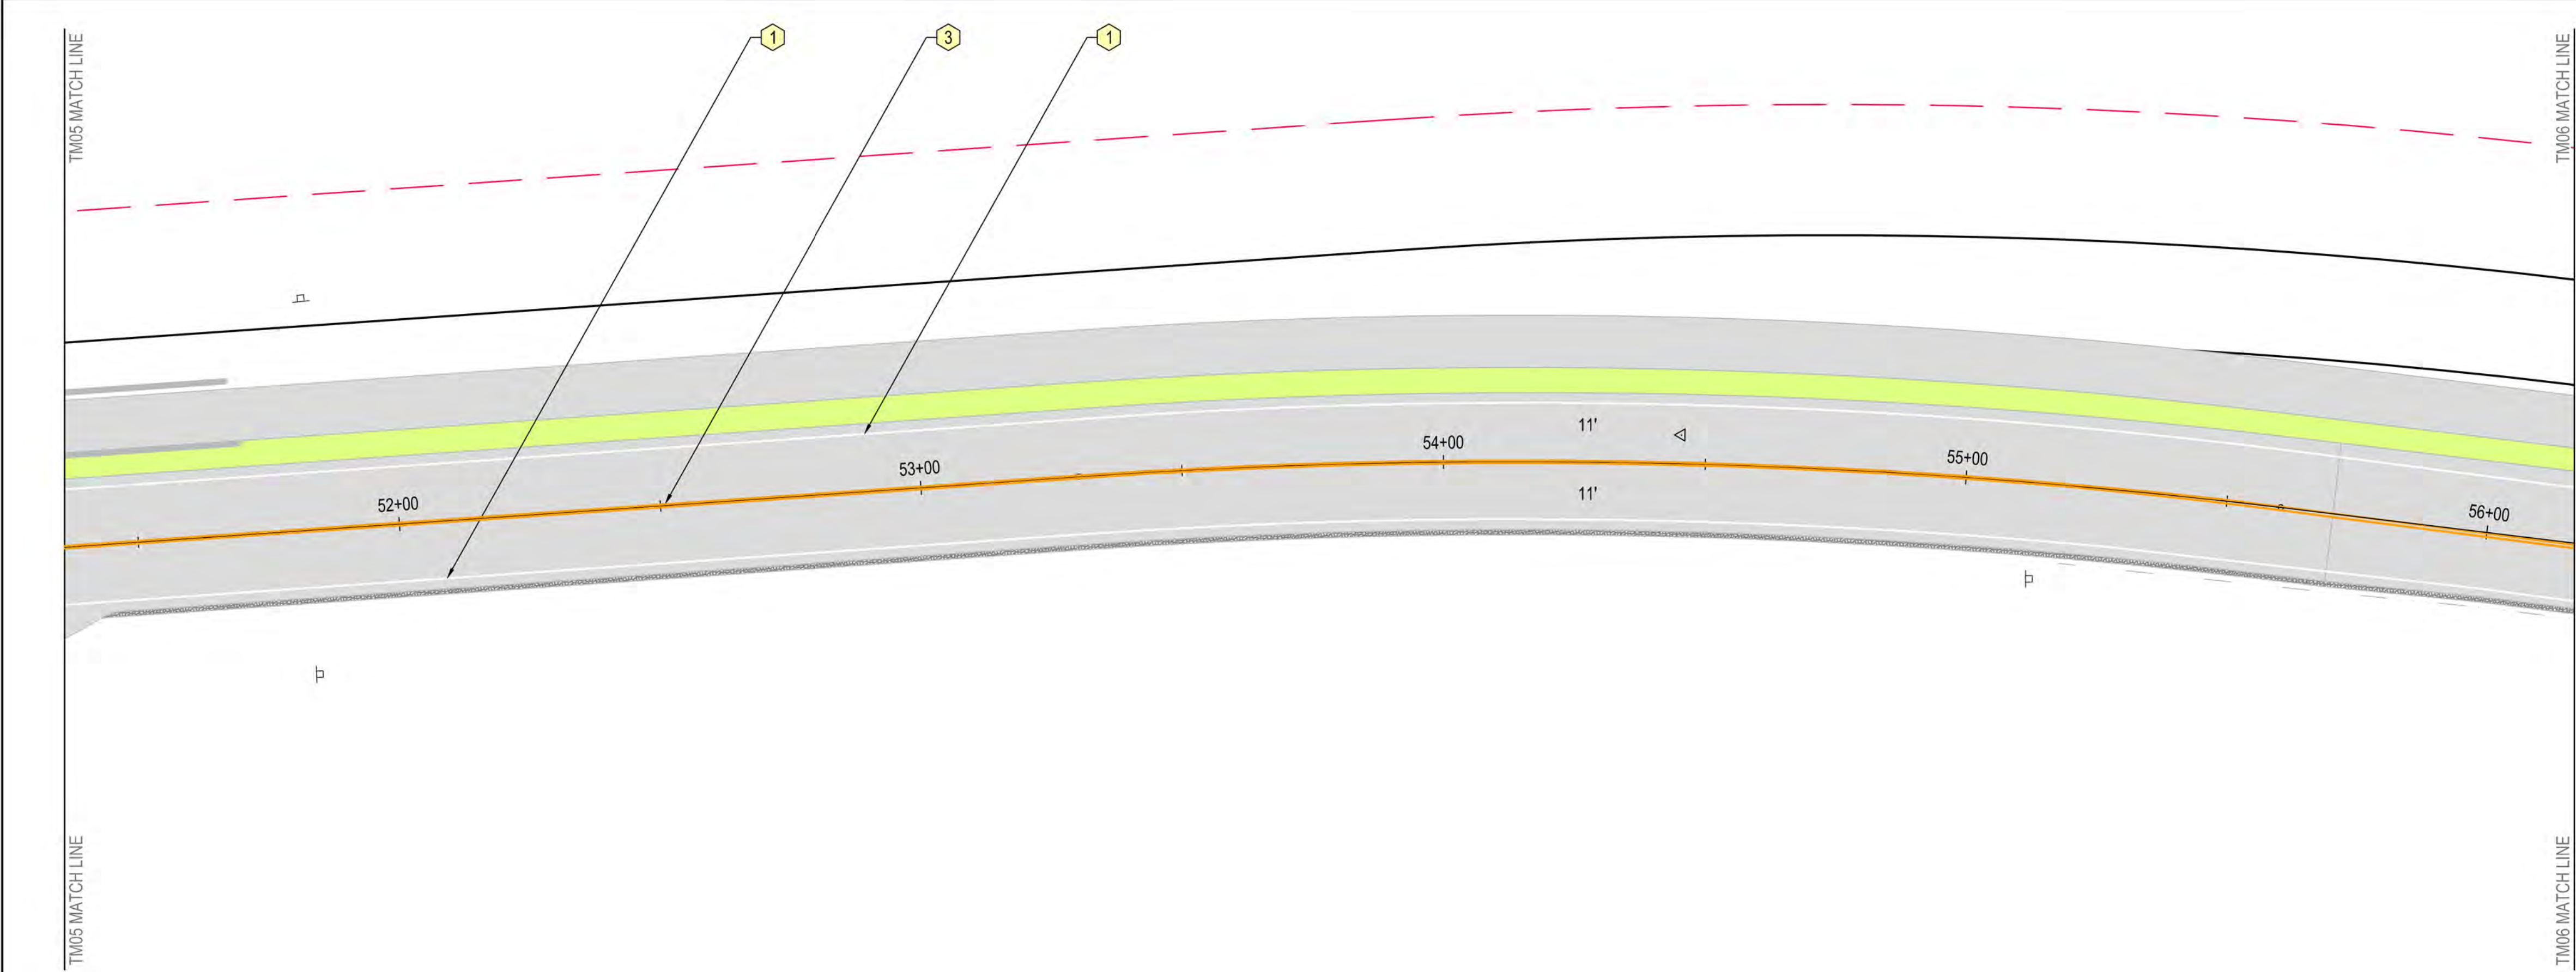 1
3
1
TM05 MATCH LINE
TM06 MATCH LINE
11'
54+00
55+00
53+00
52+00
11'
56+00
TM05 MATCH LINE
TM06 MATCH LINE